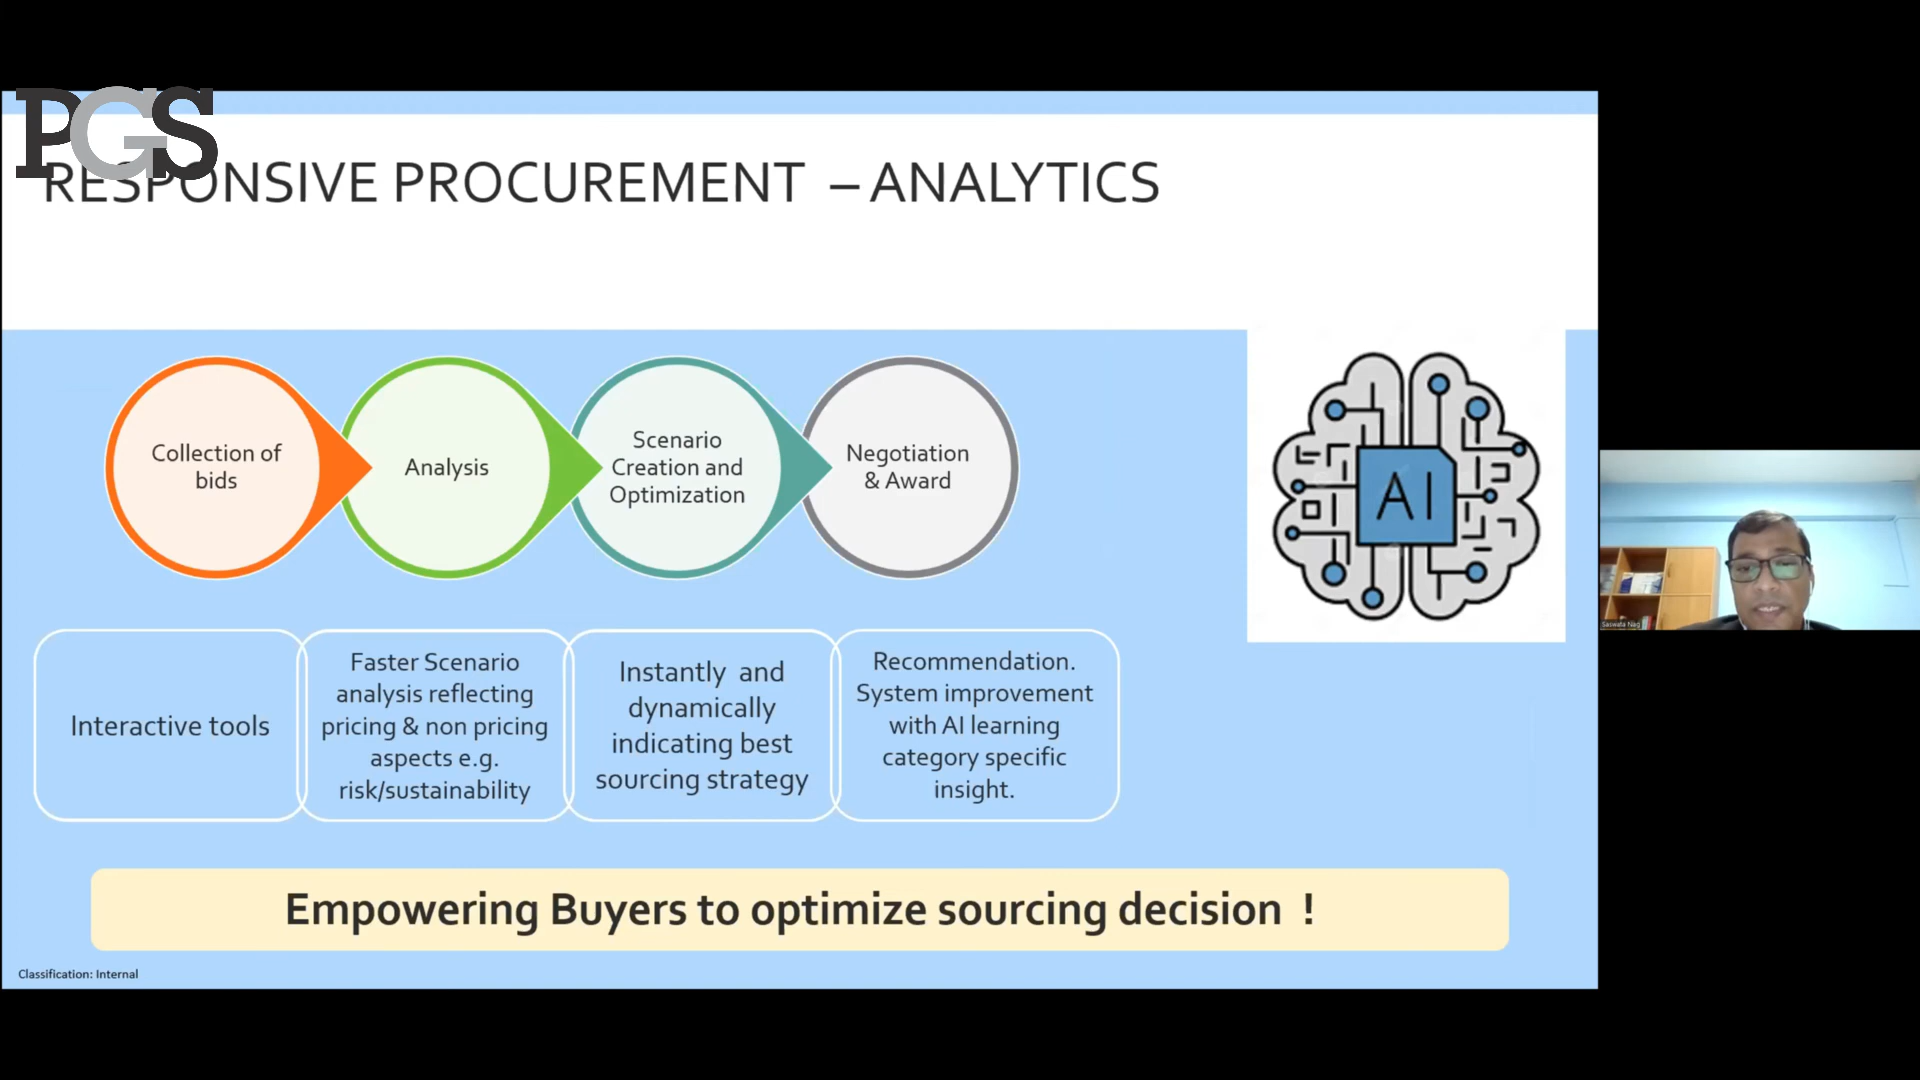 PGS
RESPONSIVE PROCUREMENT – ANALYTICS
Collection of
bids
Analysis
Scenario
Creation and
Optimization
Negotiation
& Award
AI
Interactive tools
Faster Scenario
analysis reflecting
pricing & non pricing
aspects e.g.
risk/sustainability
Instantly and
dynamically
indicating best
sourcing strategy
Recommendation.
System improvement
with AI learning
category specific
insight.
Empowering Buyers to optimize sourcing decision !
Classification: Internal
Saswata Nag